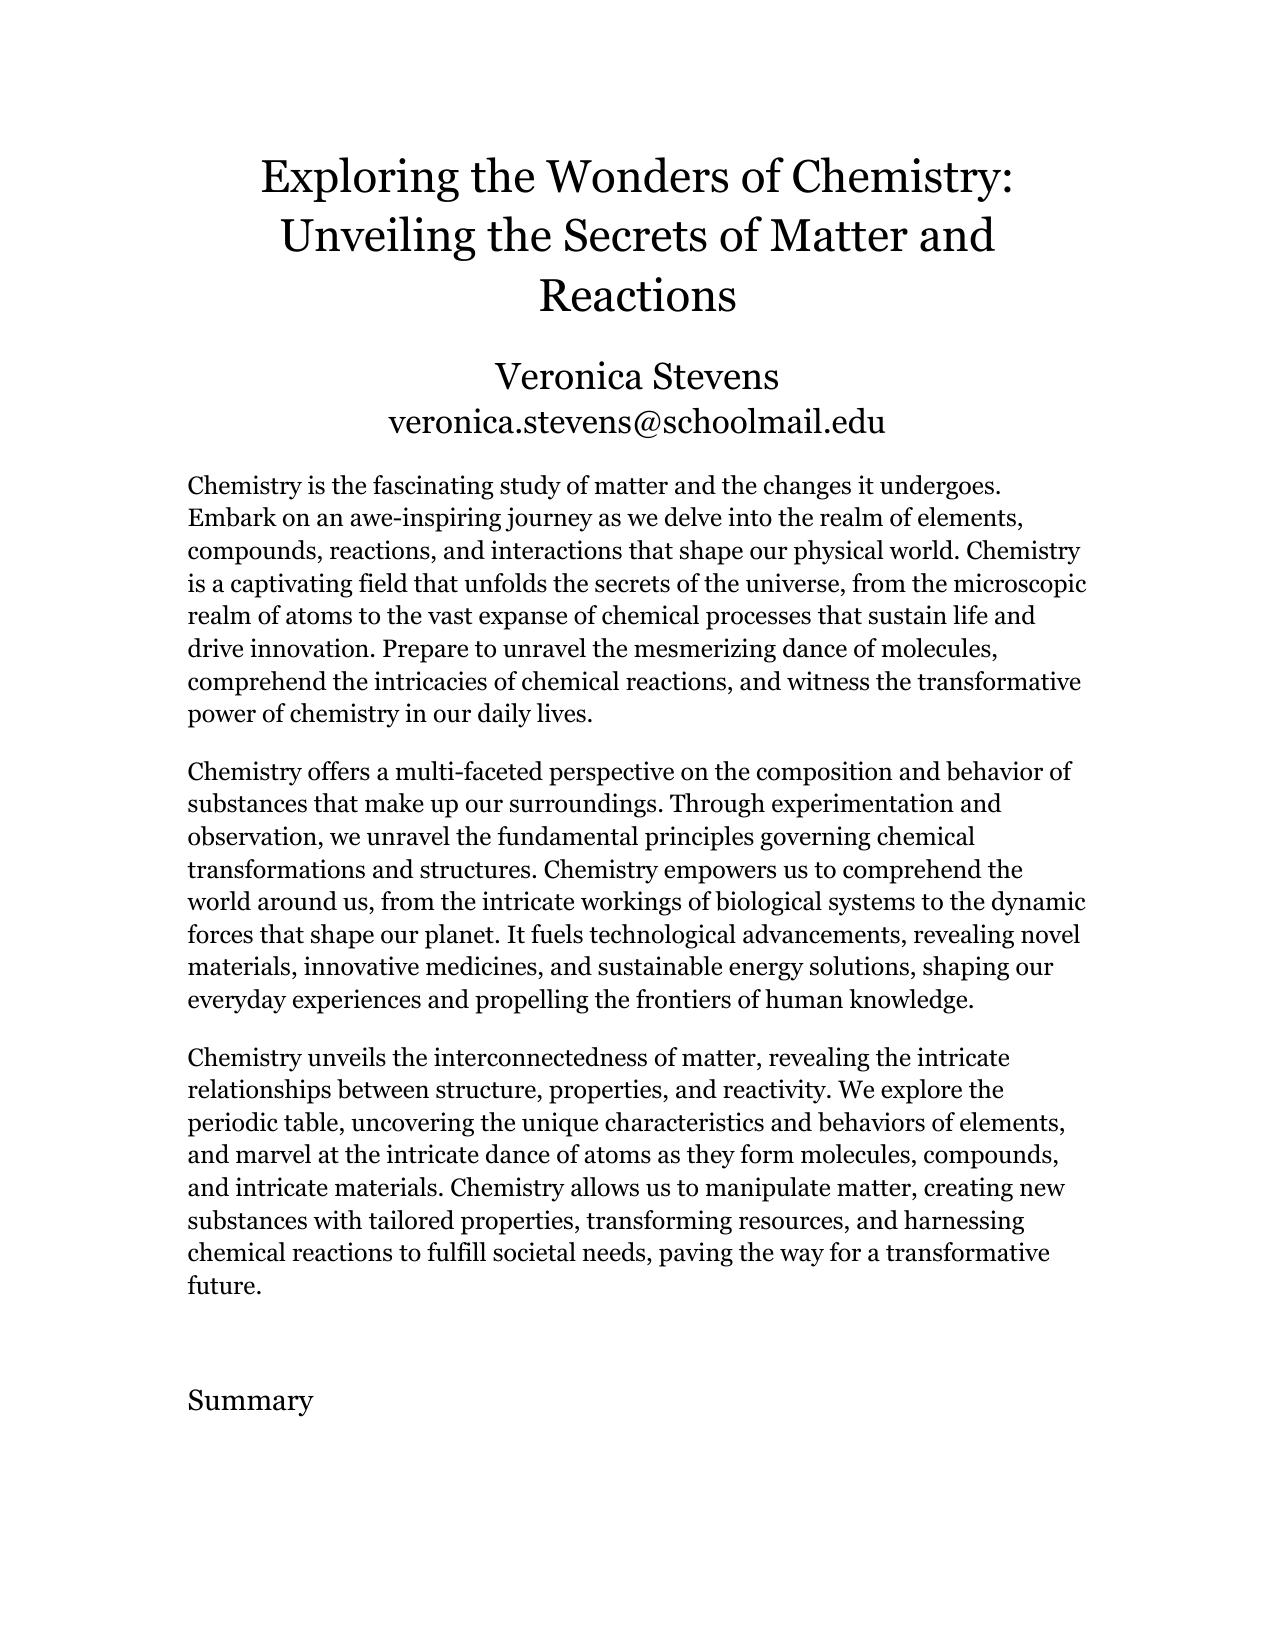 Exploring the Wonders of Chemistry:
Unveiling the Secrets of Matter and
Reactions
Veronica Stevens
veronica.stevens@schoolmail.edu
Chemistry is the fascinating study of matter and the changes it undergoes.
Embark on an awe-inspiring journey as we delve into the realm of elements,
compounds, reactions, and interactions that shape our physical world. Chemistry
is a captivating field that unfolds the secrets of the universe, from the microscopic
realm of atoms to the vast expanse of chemical processes that sustain life and
drive innovation. Prepare to unravel the mesmerizing dance of molecules,
comprehend the intricacies of chemical reactions, and witness the transformative
power of chemistry in our daily lives.
Chemistry offers a multi-faceted perspective on the composition and behavior of
substances that make up our surroundings. Through experimentation and
observation, we unravel the fundamental principles governing chemical
transformations and structures. Chemistry empowers us to comprehend the
world around us, from the intricate workings of biological systems to the dynamic
forces that shape our planet. It fuels technological advancements, revealing novel
materials, innovative medicines, and sustainable energy solutions, shaping our
everyday experiences and propelling the frontiers of human knowledge.
Chemistry unveils the interconnectedness of matter, revealing the intricate
relationships between structure, properties, and reactivity. We explore the
periodic table, uncovering the unique characteristics and behaviors of elements,
and marvel at the intricate dance of atoms as they form molecules, compounds,
and intricate materials. Chemistry allows us to manipulate matter, creating new
substances with tailored properties, transforming resources, and harnessing
chemical reactions to fulfill societal needs, paving the way for a transformative
future.
Summary